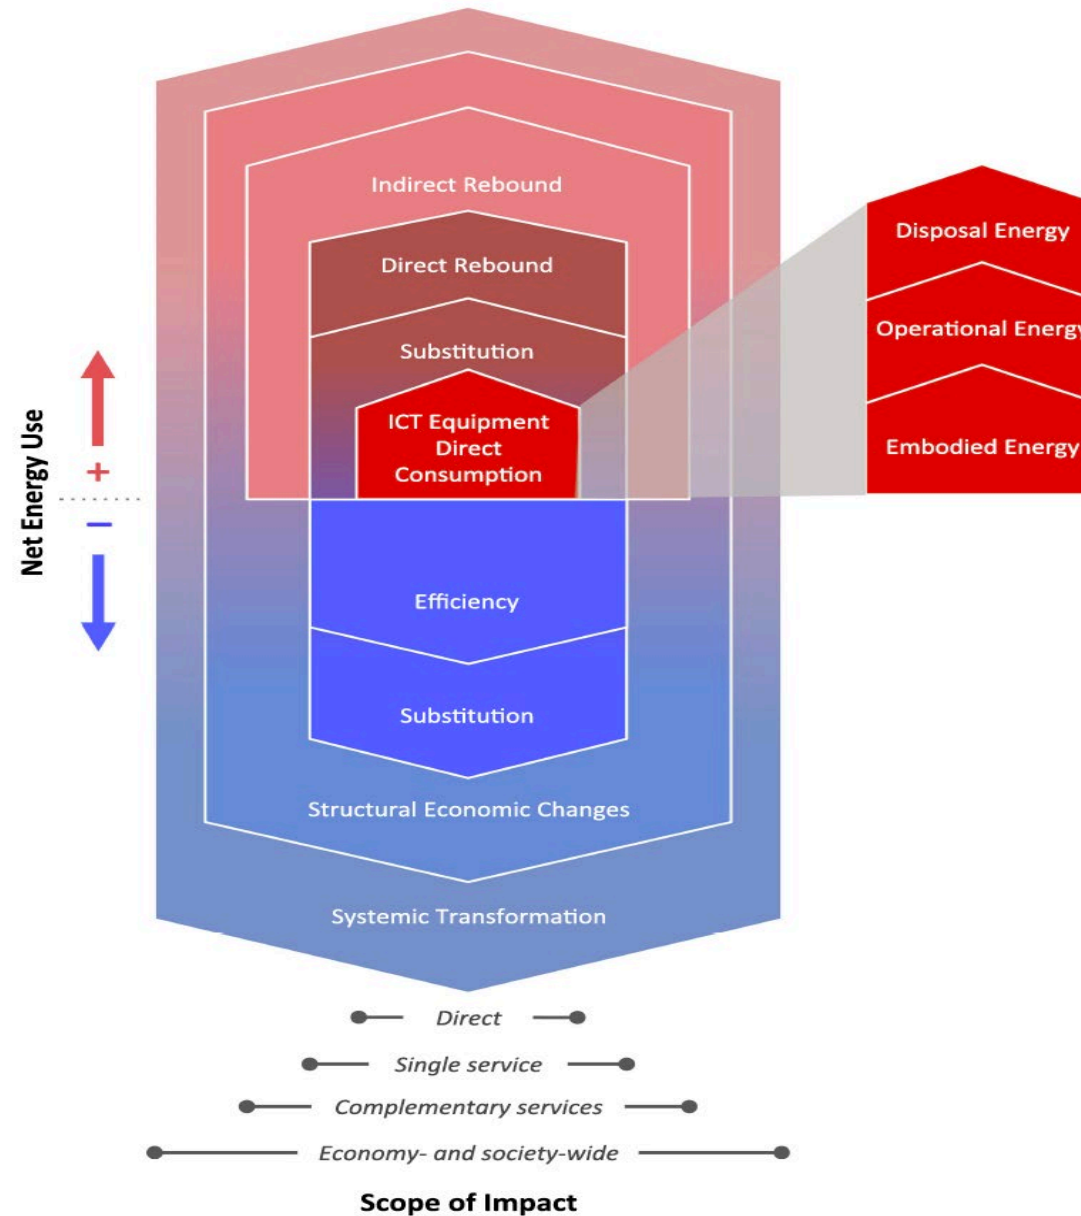 Indirect Rebound
Direct Rebound
Substitution
ICT Equipment
Direct
Consumption
Disposal Energy
Operational Energy
Embodied Energy
Net Energy Use
+
−
Efficiency
Substitution
Structural Economic Changes
Systemic Transformation
Direct
Single service
Complementary services
Economy- and society-wide
Scope of Impact